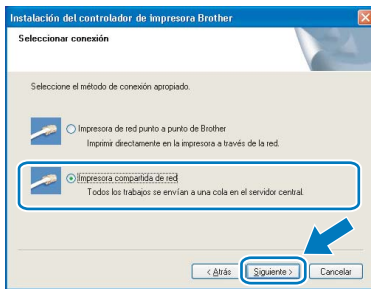 Instalación del controlador de impresora Brother
Seleccionar conexión
Seleccione el método de conexión apropiado.
Impresora de red punto a punto de Brother
Imprimir directamente en la impresora a través de la red.
Impresora compartida de red
Todos los trabajos se envían a una cola en el servidor central.
< Atrás Siguiente > Cancelar